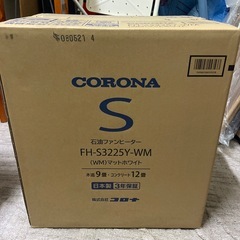 080521 4
CORONA
S
石油ファンヒーター
FH-S3225Y-WM
(WM)マットホワイト
木造9畳・コンクリート12畳
日本製 3年保証
株式会社コロナ